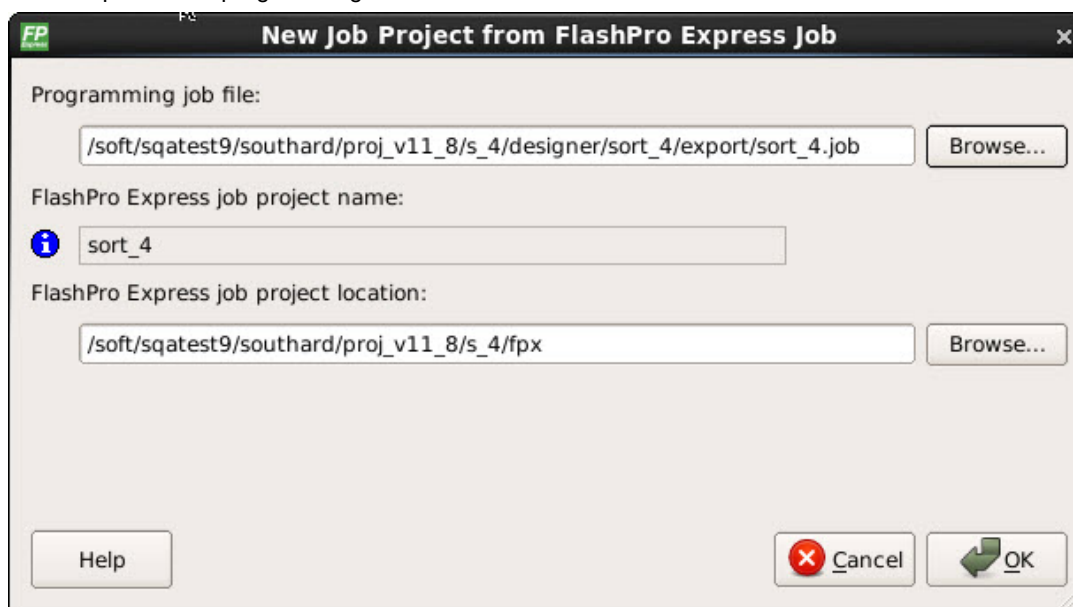 FP
New Job Project from FlashPro Express Job
Programming job file:
/soft/sqatest9/southard/proj_v11_8/s_4/designer/sort_4/export/sort_4.job
Browse...
FlashPro Express job project name:
sort_4
FlashPro Express job project location:
/soft/sqatest9/southard/proj_v11_8/s_4/fpx
Browse...
Help
Cancel
OK